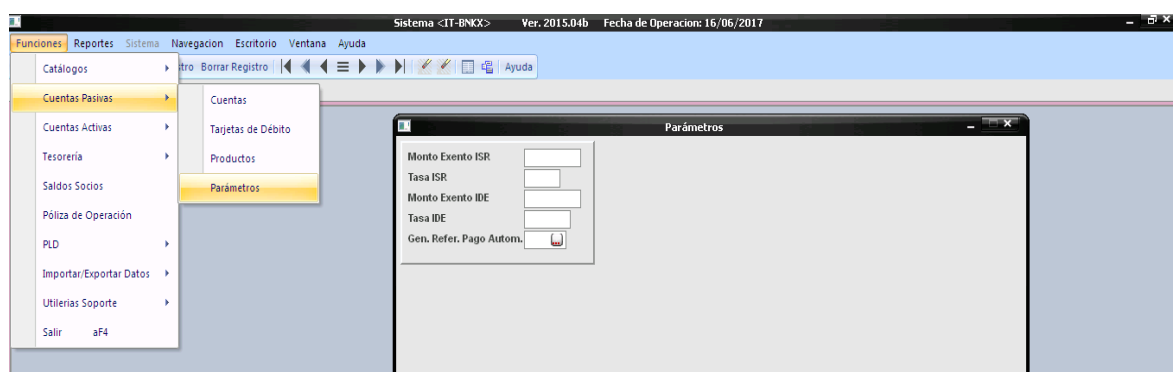 Sistema <IT-BNKX> Ver. 2015.04b Fecha de Operacion: 16/06/2017
Funciones Reportes Sistema Navegacion Escritorio Ventana Ayuda
tro Borrar Registro Ayuda
Catálogos
Cuentas Pasivas
Cuentas Activas
Tesorería
Saldos Socios
Póliza de Operación
PLD
Importar/Exportar Datos
Utilerias Soporte
Salir aF4
Cuentas
Tarjetas de Débito
Productos
Parámetros
Parámetros
Monto Exento ISR
Tasa ISR
Monto Exento IDE
Tasa IDE
Gen. Refer. Pago Autom.